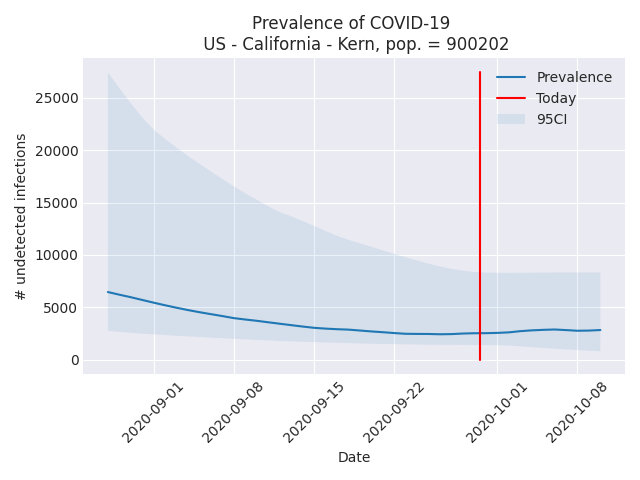 Prevalence of COVID-19
US - California - Kern, pop. = 900202
Prevalence
Today
95CI
25000
20000
15000
10000
5000
0
# undetected infections
2020-09-01
2020-09-08
2020-09-15
2020-09-22
2020-10-01
2020-10-08
Date